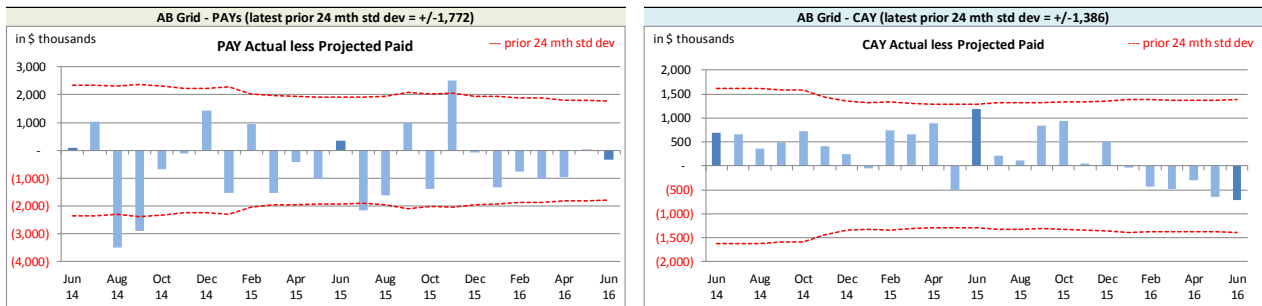 AB Grid - PAYs (latest prior 24 mth std dev = +/-1,772)
in $ thousands
PAY Actual less Projected Paid
--- prior 24 mth std dev
3,000
2,000
1,000
-
(1,000)
(2,000)
(3,000)
(4,000)
Jun Aug Oct Dec Feb Apr Jun Aug Oct Dec Feb Apr Jun
14 14 14 14 15 15 15 15 15 15 16 16 16
AB Grid - CAY (latest prior 24 mth std dev = +/-1,386)
in $ thousands
CAY Actual less Projected Paid
--- prior 24 mth std dev
2,000
1,500
1,000
500
-
(500)
(1,000)
(1,500)
(2,000)
Jun Aug Oct Dec Feb Apr Jun Aug Oct Dec Feb Apr Jun
14 14 14 14 15 15 15 15 15 15 16 16 16